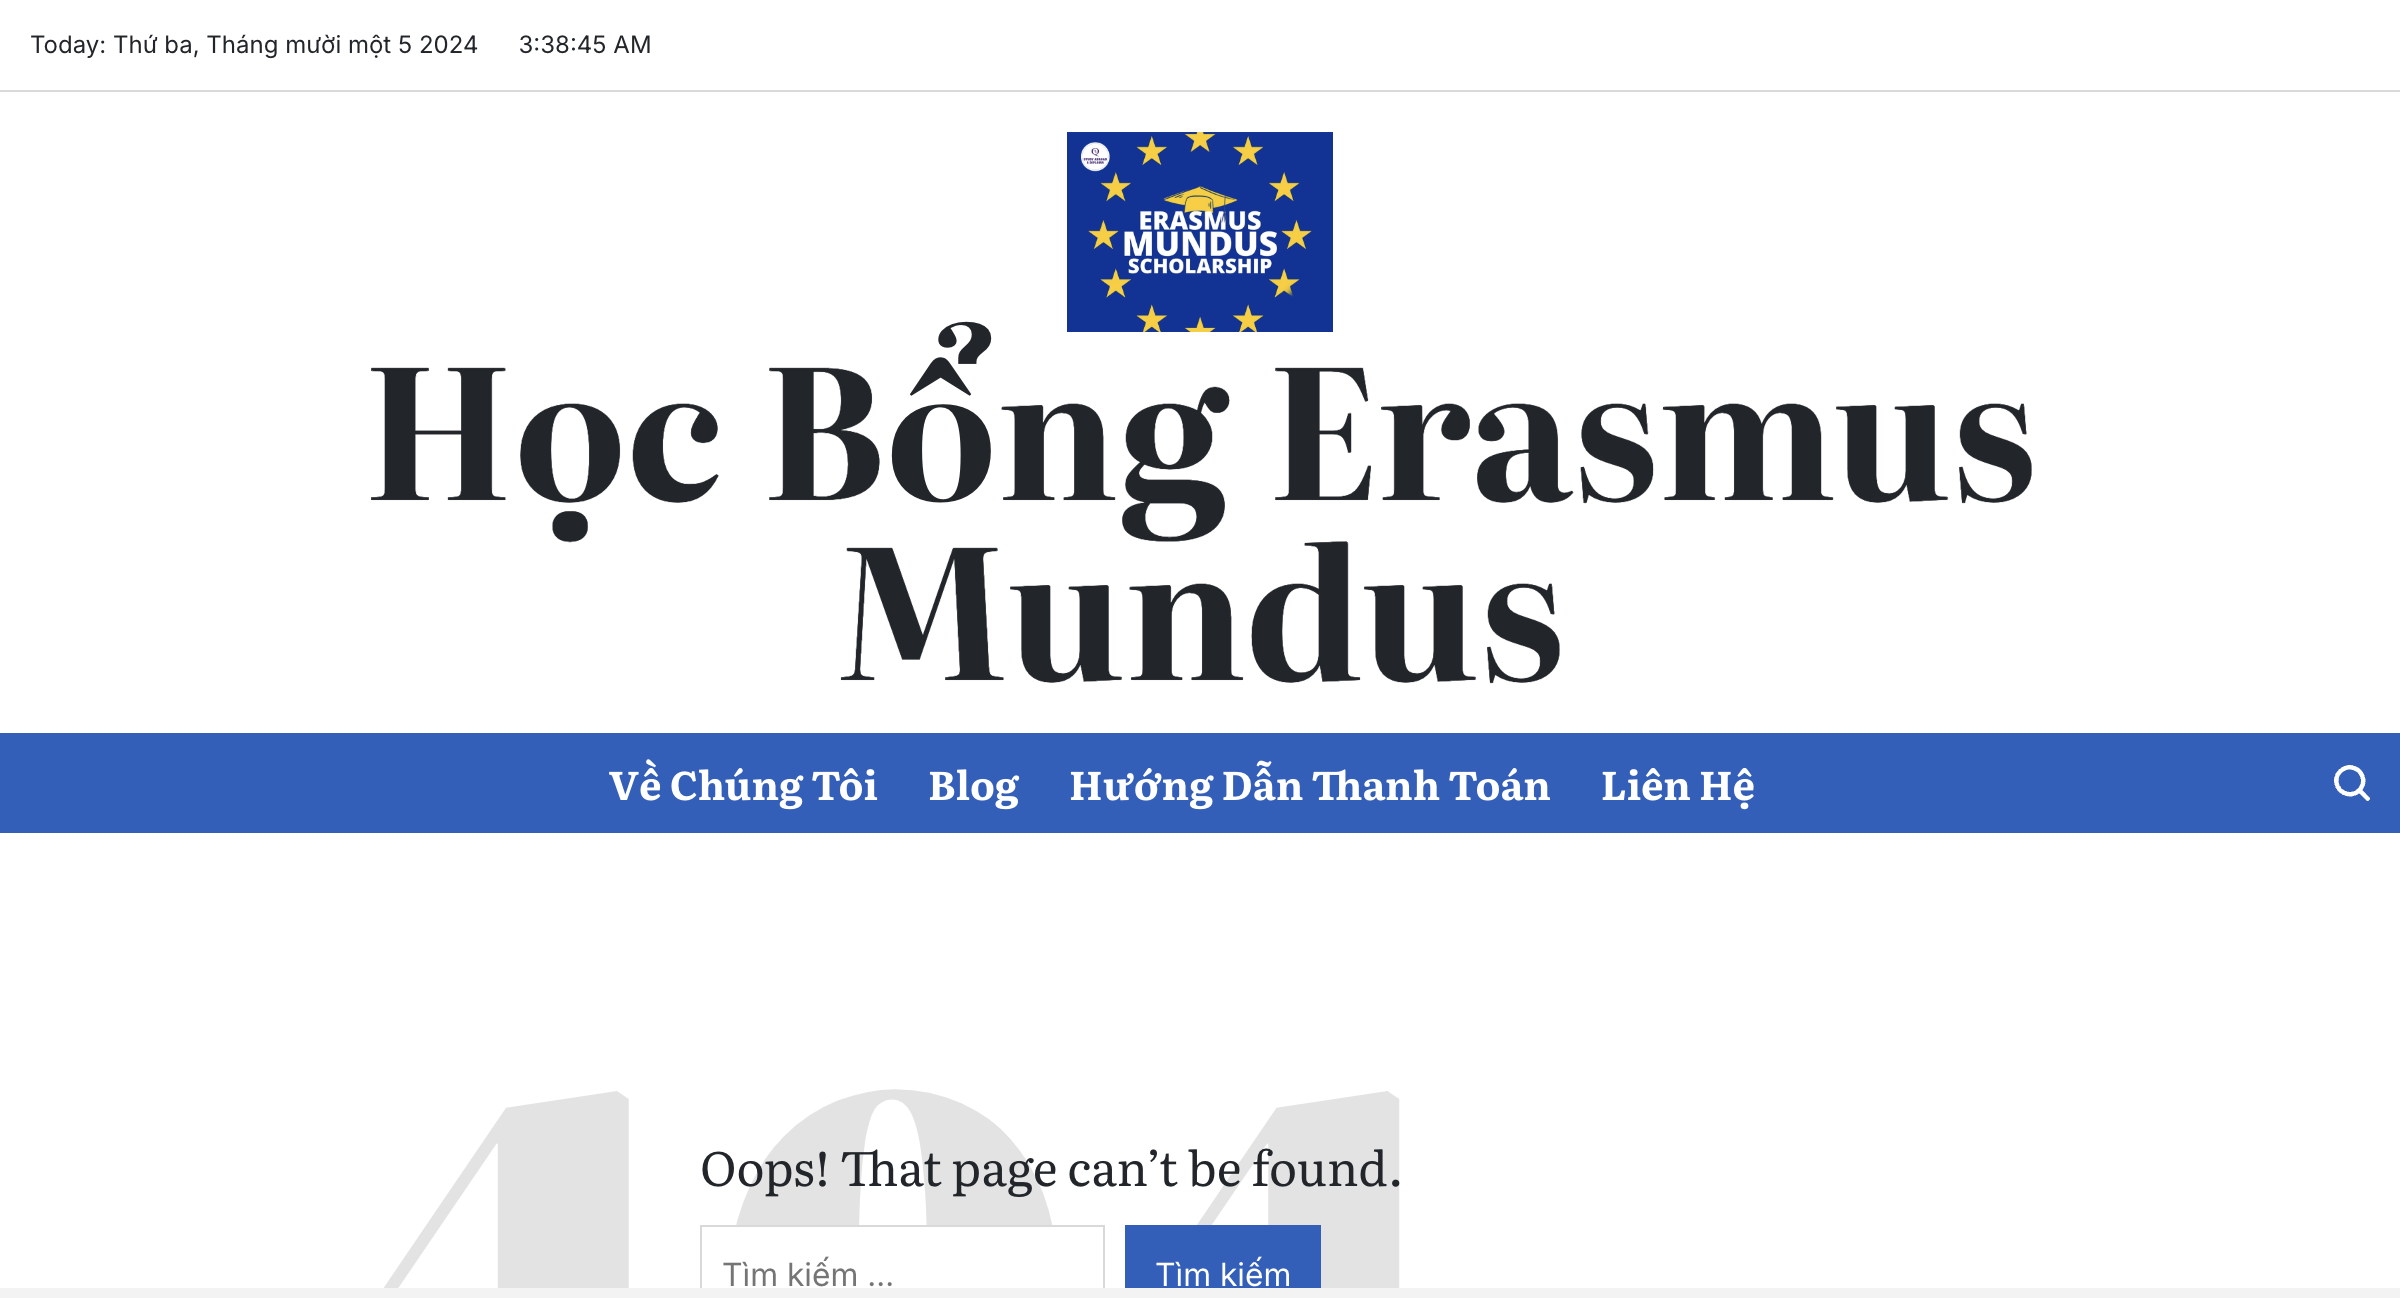 Today: Thứ ba, Tháng mười một 5 2024 3:38:45 AM
ERASMUS
MUNDUS
SCHOLARSHIP
Học Bổng Erasmus
Mundus
Về Chúng Tôi Blog Hướng Dẫn Thanh Toán Liên Hệ
404
Oops! That page can’t be found.
Tìm kiếm ... Tìm kiếm